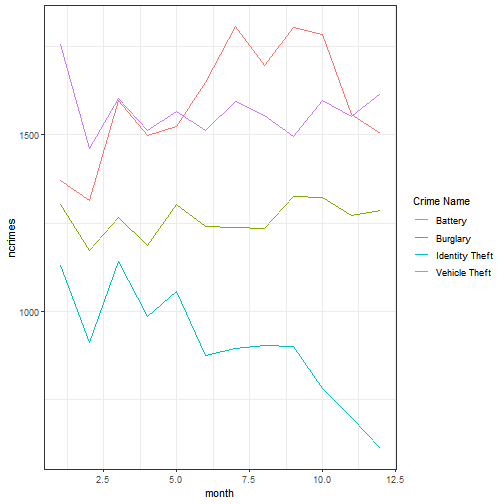 1500
1000
ncrimes
2.5
5.0
7.5
10.0
12.5
month
Crime Name
Battery
Burglary
Identity Theft
Vehicle Theft